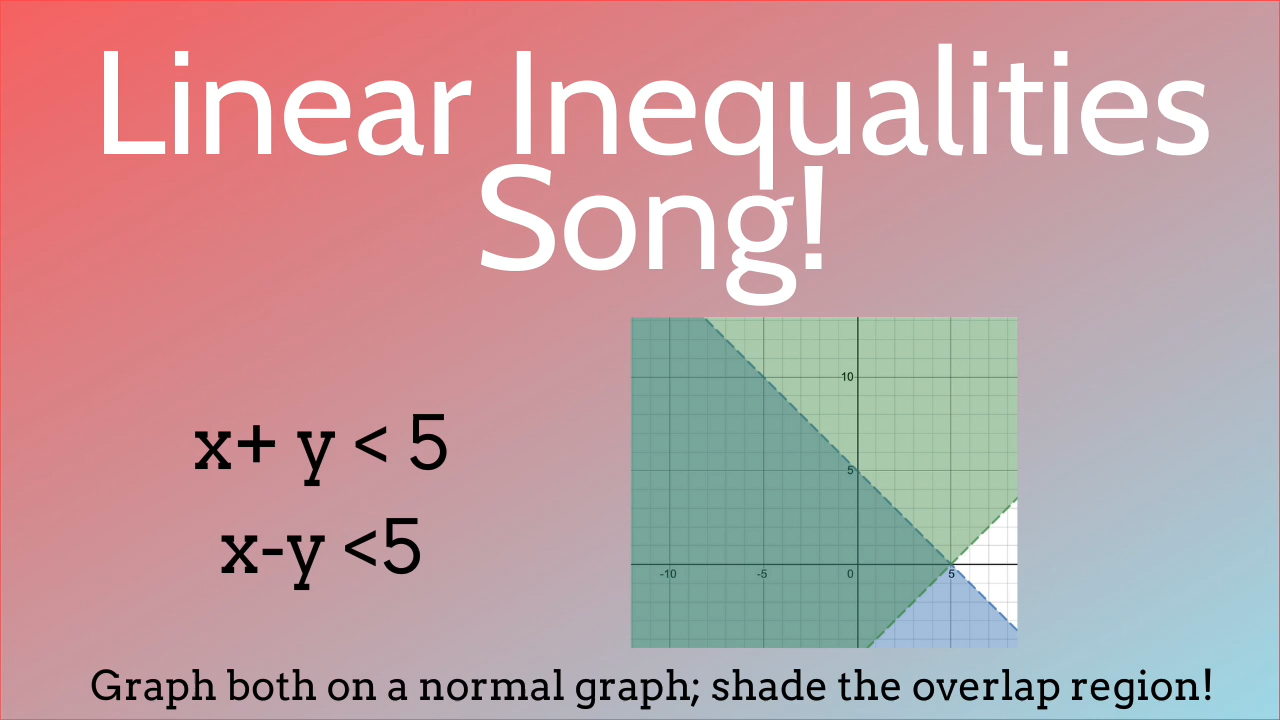 Linear Inequalities
Song!
x+ y < 5
x-y <5
10
5
-10 -5 0 5
Graph both on a normal graph; shade the overlap region!